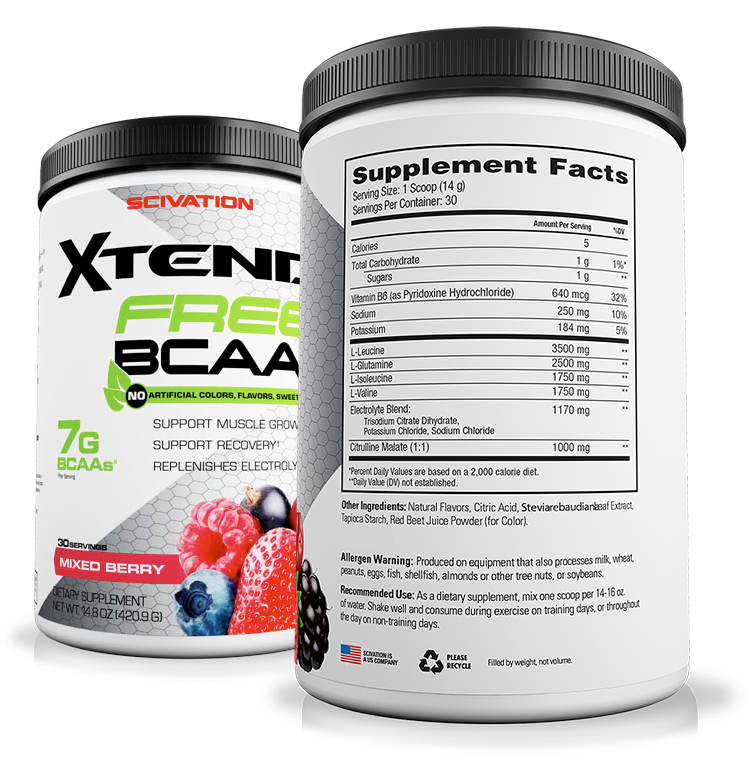 SCIVATION
XTEND
FREE
BCAA
NO ARTIFICIAL COLORS, FLAVORS, SWEET
7G
BCAAs*
*Per Serving
SUPPORT MUSCLE GROW
SUPPORT RECOVERY†
REPLENISHES ELECTROLY
30 SERVINGS
MIXED BERRY
DIETARY SUPPLEMENT
NET WT. 14.8 OZ (420.9 G)
Supplement Facts
Serving Size: 1 Scoop (14 g)
Servings Per Container: 30
Amount Per Serving %DV
Calories 5
Total Carbohydrate 1 g 1%*
Sugars 1 g **
Vitamin B6 (as Pyridoxine Hydrochloride) 640 mcg 32%
Sodium 250 mg 10%
Potassium 184 mg 5%
L-Leucine 3500 mg **
L-Glutamine 2500 mg **
L-Isoleucine 1750 mg **
L-Valine 1750 mg **
Electrolyte Blend: 1170 mg **
Trisodium Citrate Dihydrate,
Potassium Chloride, Sodium Chloride
Citrulline Malate (1:1) 1000 mg **
*Percent Daily Values are based on a 2,000 calorie diet.
**Daily Value (DV) not established.
Other Ingredients: Natural Flavors, Citric Acid, Steviarebaudianleaf Extract,
Tapioca Starch, Red Beet Juice Powder (for Color).
Allergen Warning: Produced on equipment that also processes milk, wheat,
peanuts, eggs, fish, shellfish, almonds or other tree nuts, or soybeans.
Recommended Use: As a dietary supplement, mix one scoop per 14-16 oz.
of water. Shake well and consume during exercise on training days, or throughout
the day on non-training days.
SCIVATION IS
A US COMPANY
PLEASE
RECYCLE
Filled by weight, not volume.